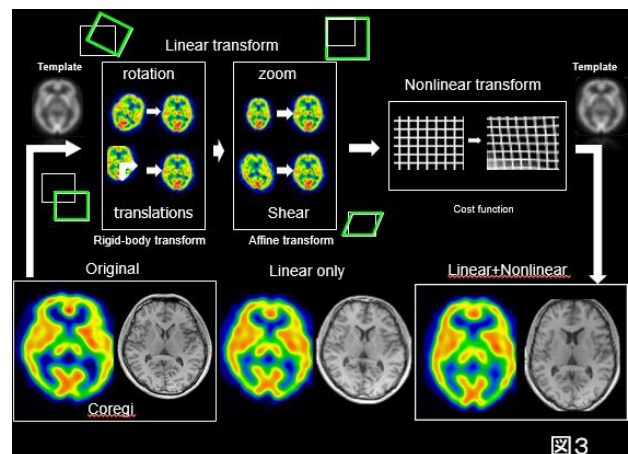 Linear transform
Template
rotation
zoom
Nonlinear transform
Template
translations
Shear
Cost function
Rigid-body transform
Affine transform
Original
Linear only
Linear+Nonlinear
Coregi
図3